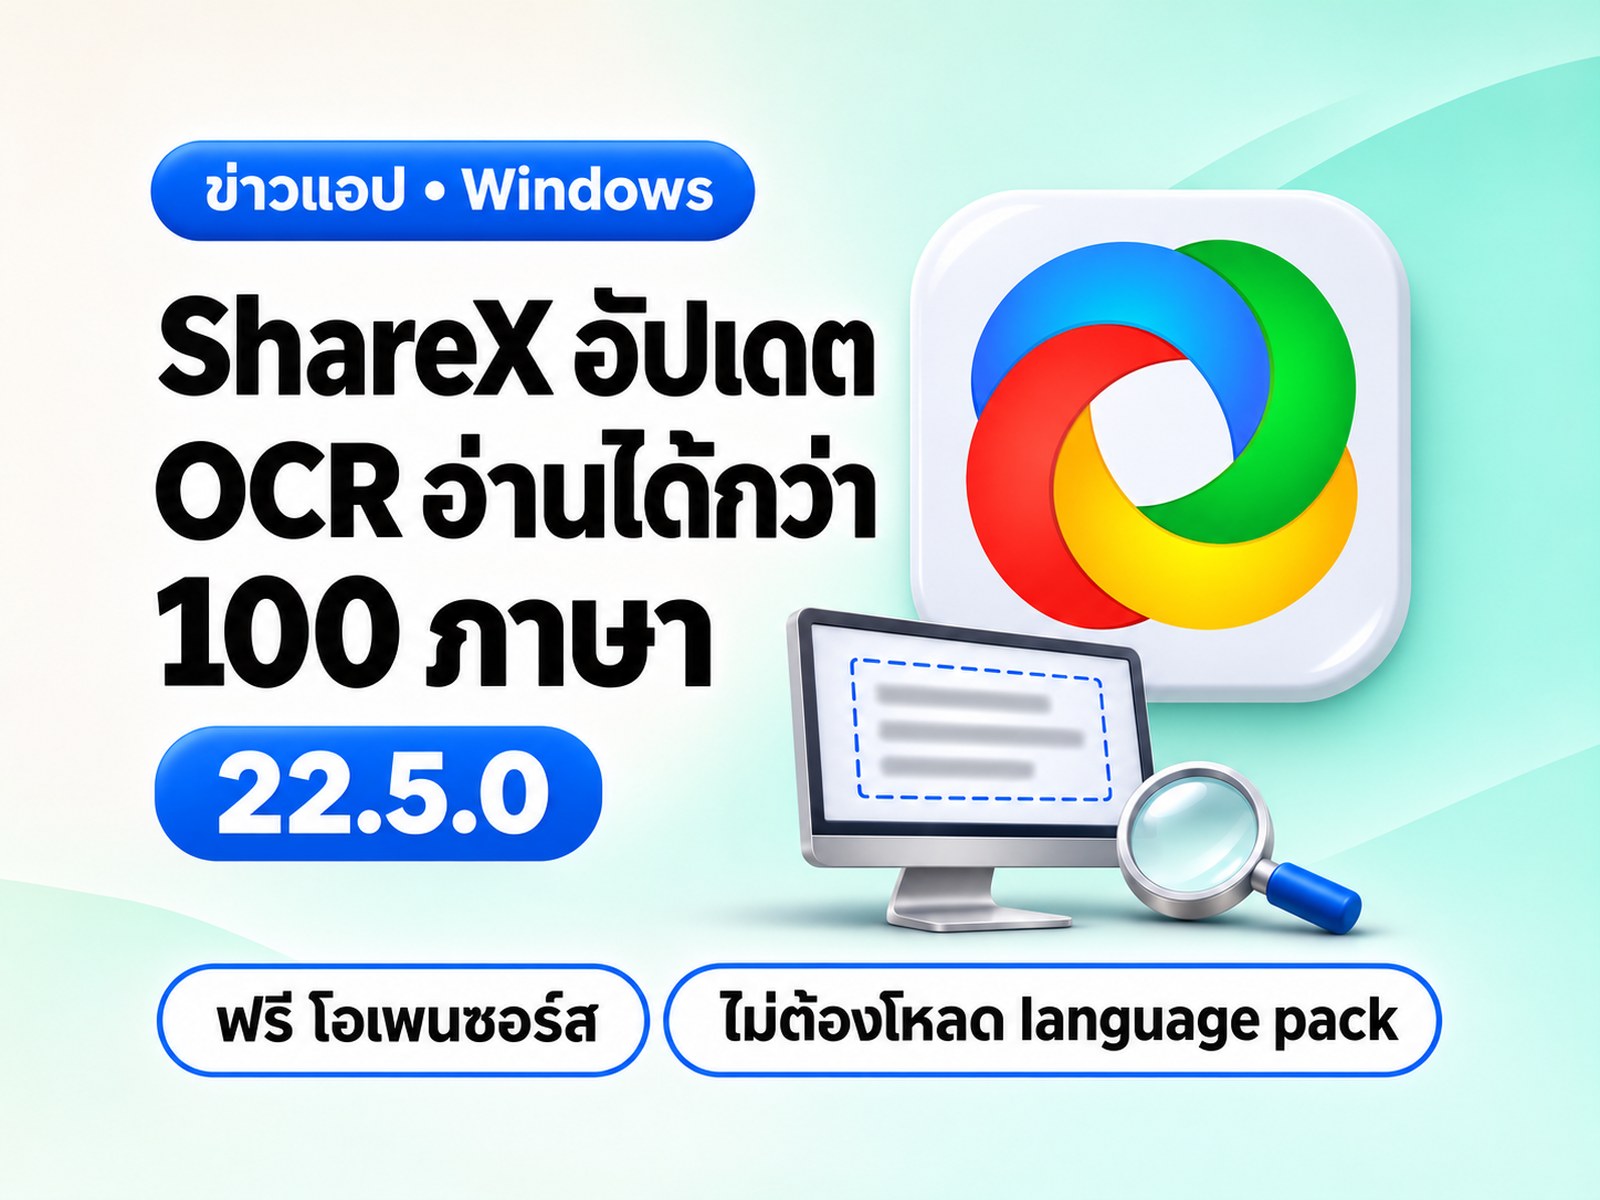 ข่าวแอป • Windows
ShareX อัปเดต
OCR อ่านได้กว่า
100 ภาษา
22.5.0
ฟรี โอเพนซอร์ส
ไม่ต้องโหลด language pack